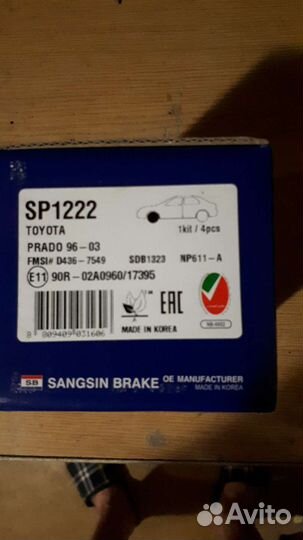 SP1222
TOYOTA
1kit / 4pcs
PRADO 96-03
FMSI# D436-7549 SDB1323 NP611-A
E11 90R-02A0960/17395
EAC
MADE IN KOREA
8 809409 031606
SB SANGSIN BRAKE OE MANUFACTURER
MADE IN KOREA
Avito